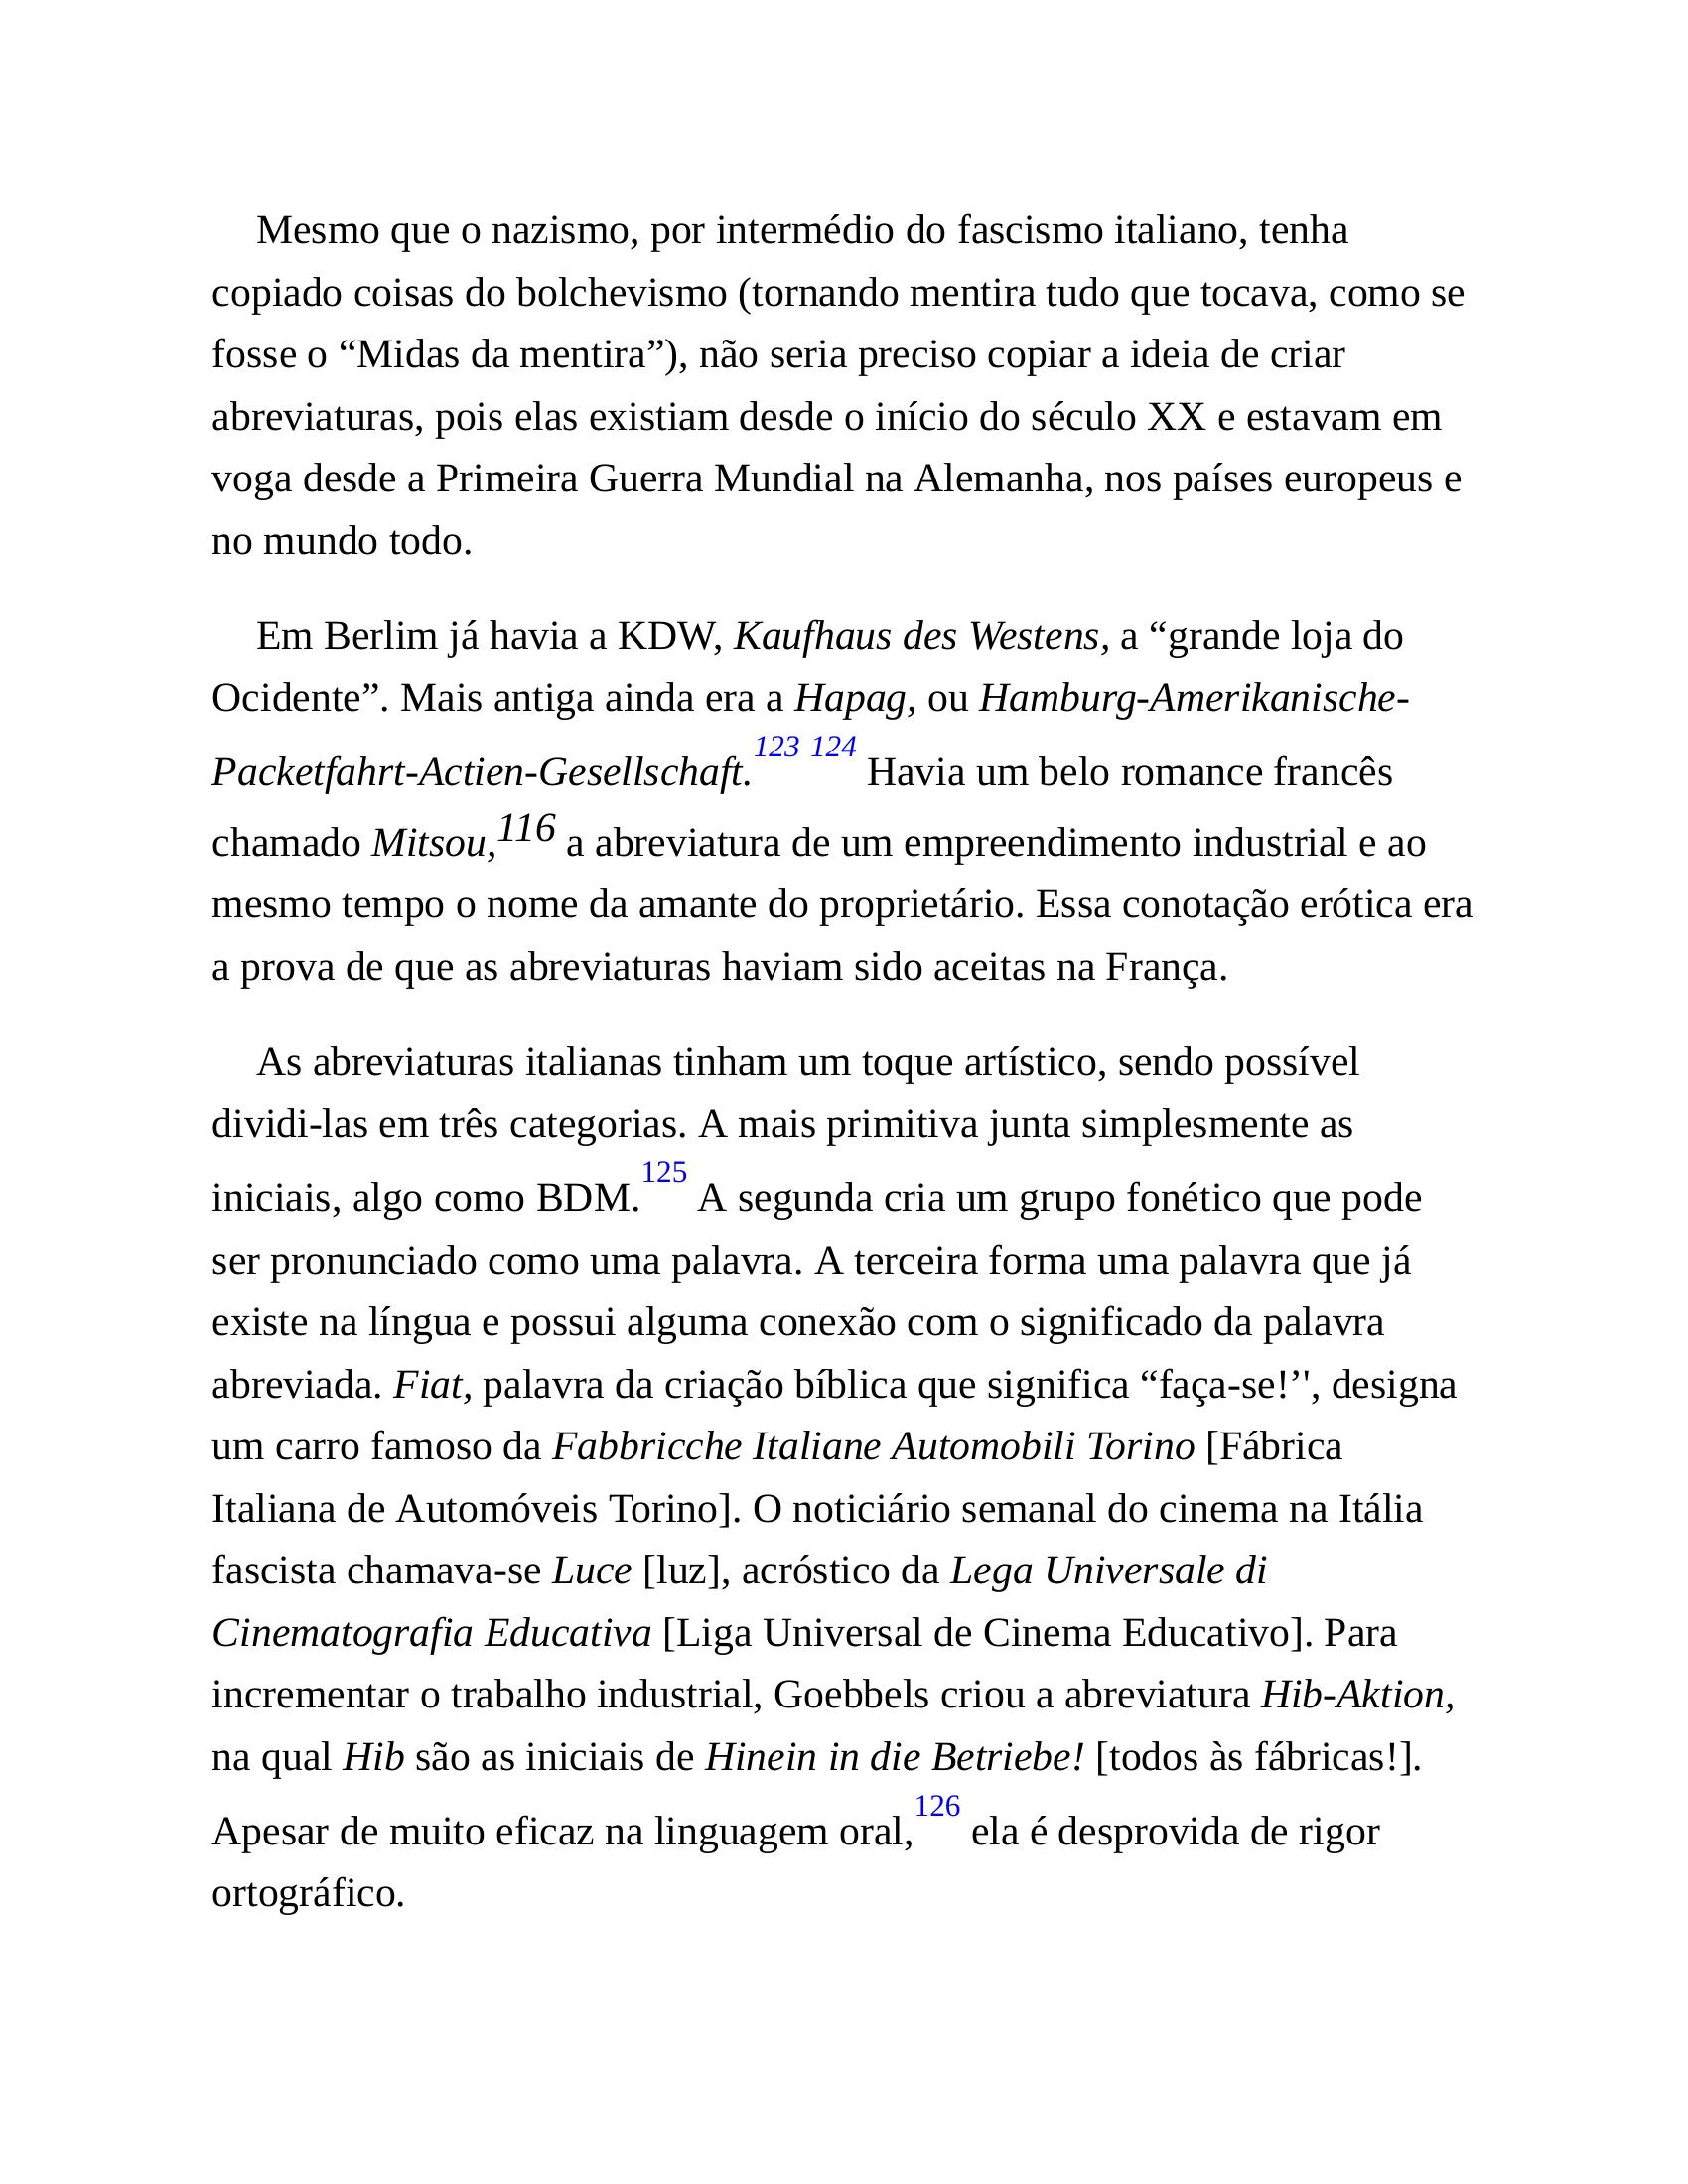 Mesmo que o nazismo, por intermédio do fascismo italiano, tenha
copiado coisas do bolchevismo (tornando mentira tudo que tocava, como se
fosse o “Midas da mentira”), não seria preciso copiar a ideia de criar
abreviaturas, pois elas existiam desde o início do século XX e estavam em
voga desde a Primeira Guerra Mundial na Alemanha, nos países europeus e
no mundo todo.
Em Berlim já havia a KDW, Kaufhaus des Westens, a “grande loja do
Ocidente”. Mais antiga ainda era a Hapag, ou Hamburg-Amerikanische-
Packetfahrt-Actien-Gesellschaft.123 124 Havia um belo romance francês
chamado Mitsou,116 a abreviatura de um empreendimento industrial e ao
mesmo tempo o nome da amante do proprietário. Essa conotação erótica era
a prova de que as abreviaturas haviam sido aceitas na França.
As abreviaturas italianas tinham um toque artístico, sendo possível
dividi-las em três categorias. A mais primitiva junta simplesmente as
iniciais, algo como BDM.125 A segunda cria um grupo fonético que pode
ser pronunciado como uma palavra. A terceira forma uma palavra que já
existe na língua e possui alguma conexão com o significado da palavra
abreviada. Fiat, palavra da criação bíblica que significa “faça-se!’', designa
um carro famoso da Fabbricche Italiane Automobili Torino [Fábrica
Italiana de Automóveis Torino]. O noticiário semanal do cinema na Itália
fascista chamava-se Luce [luz], acróstico da Lega Universale di
Cinematografia Educativa [Liga Universal de Cinema Educativo]. Para
incrementar o trabalho industrial, Goebbels criou a abreviatura Hib-Aktion,
na qual Hib são as iniciais de Hinein in die Betriebe! [todos às fábricas!].
Apesar de muito eficaz na linguagem oral,126 ela é desprovida de rigor
ortográfico.